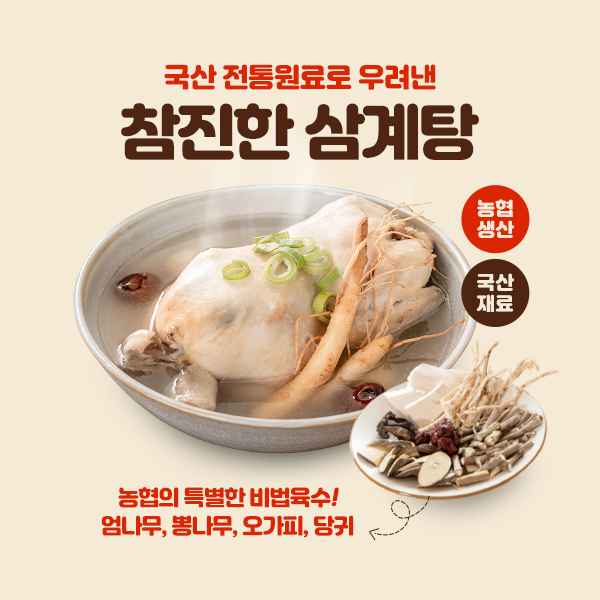 국산 전통원료로 우려낸
참진한 삼계탕
농협
생산
국산
재료
농협의 특별한 비법육수!
엄나무, 뽕나무, 오가피, 당귀